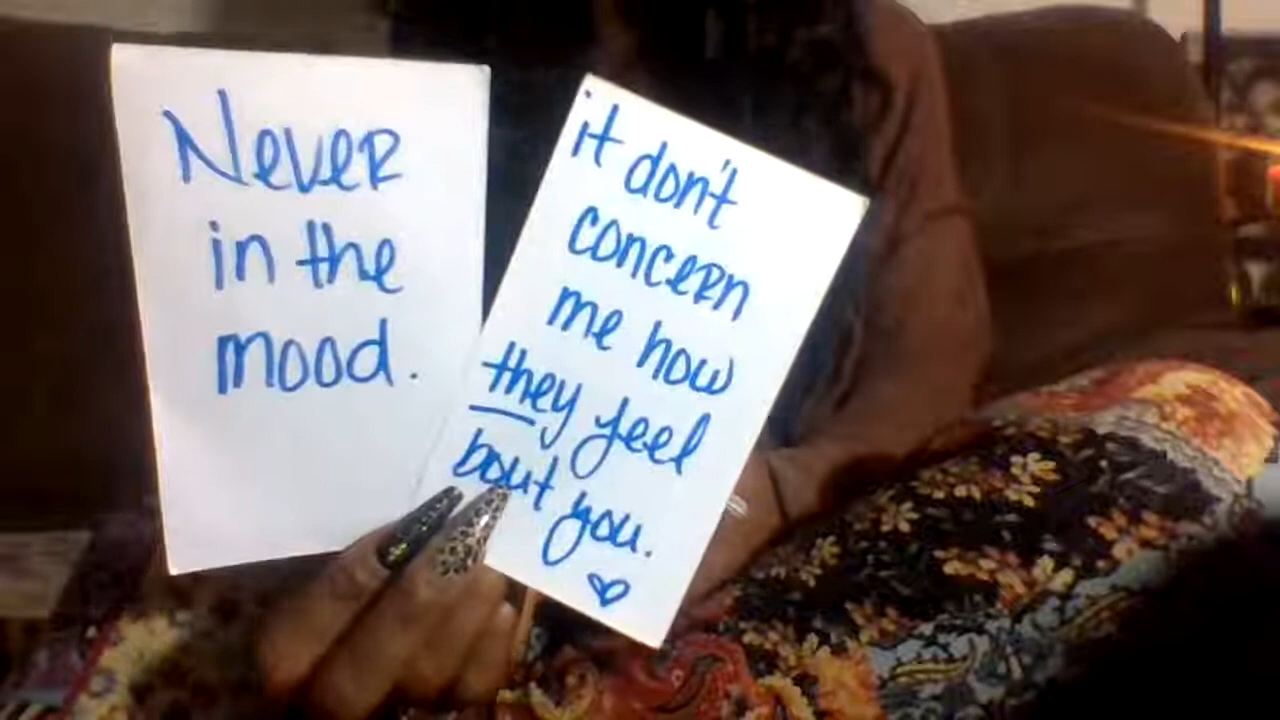 Never
in the
mood.
it don't
concern
me how
they feel
bout you.